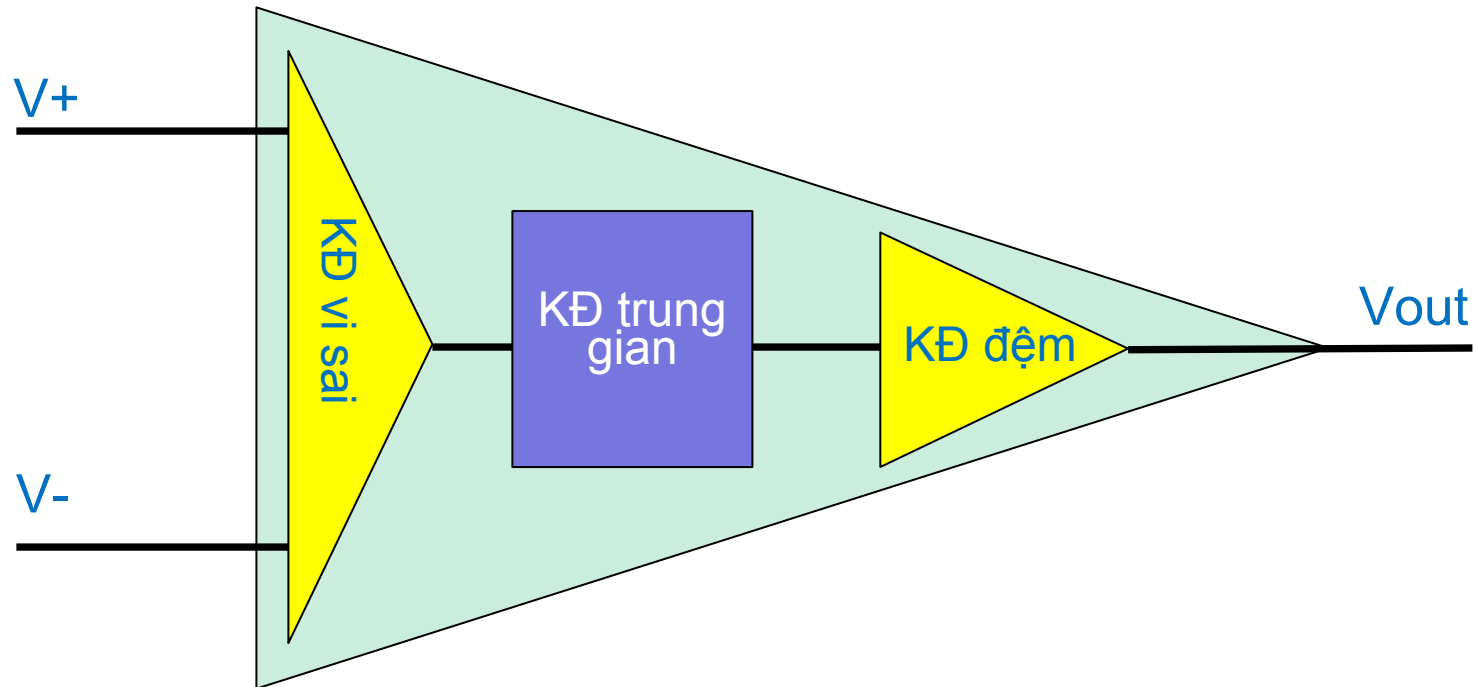 V+
KĐ vi sai
KĐ trung
gian
KĐ đệm
Vout
V-